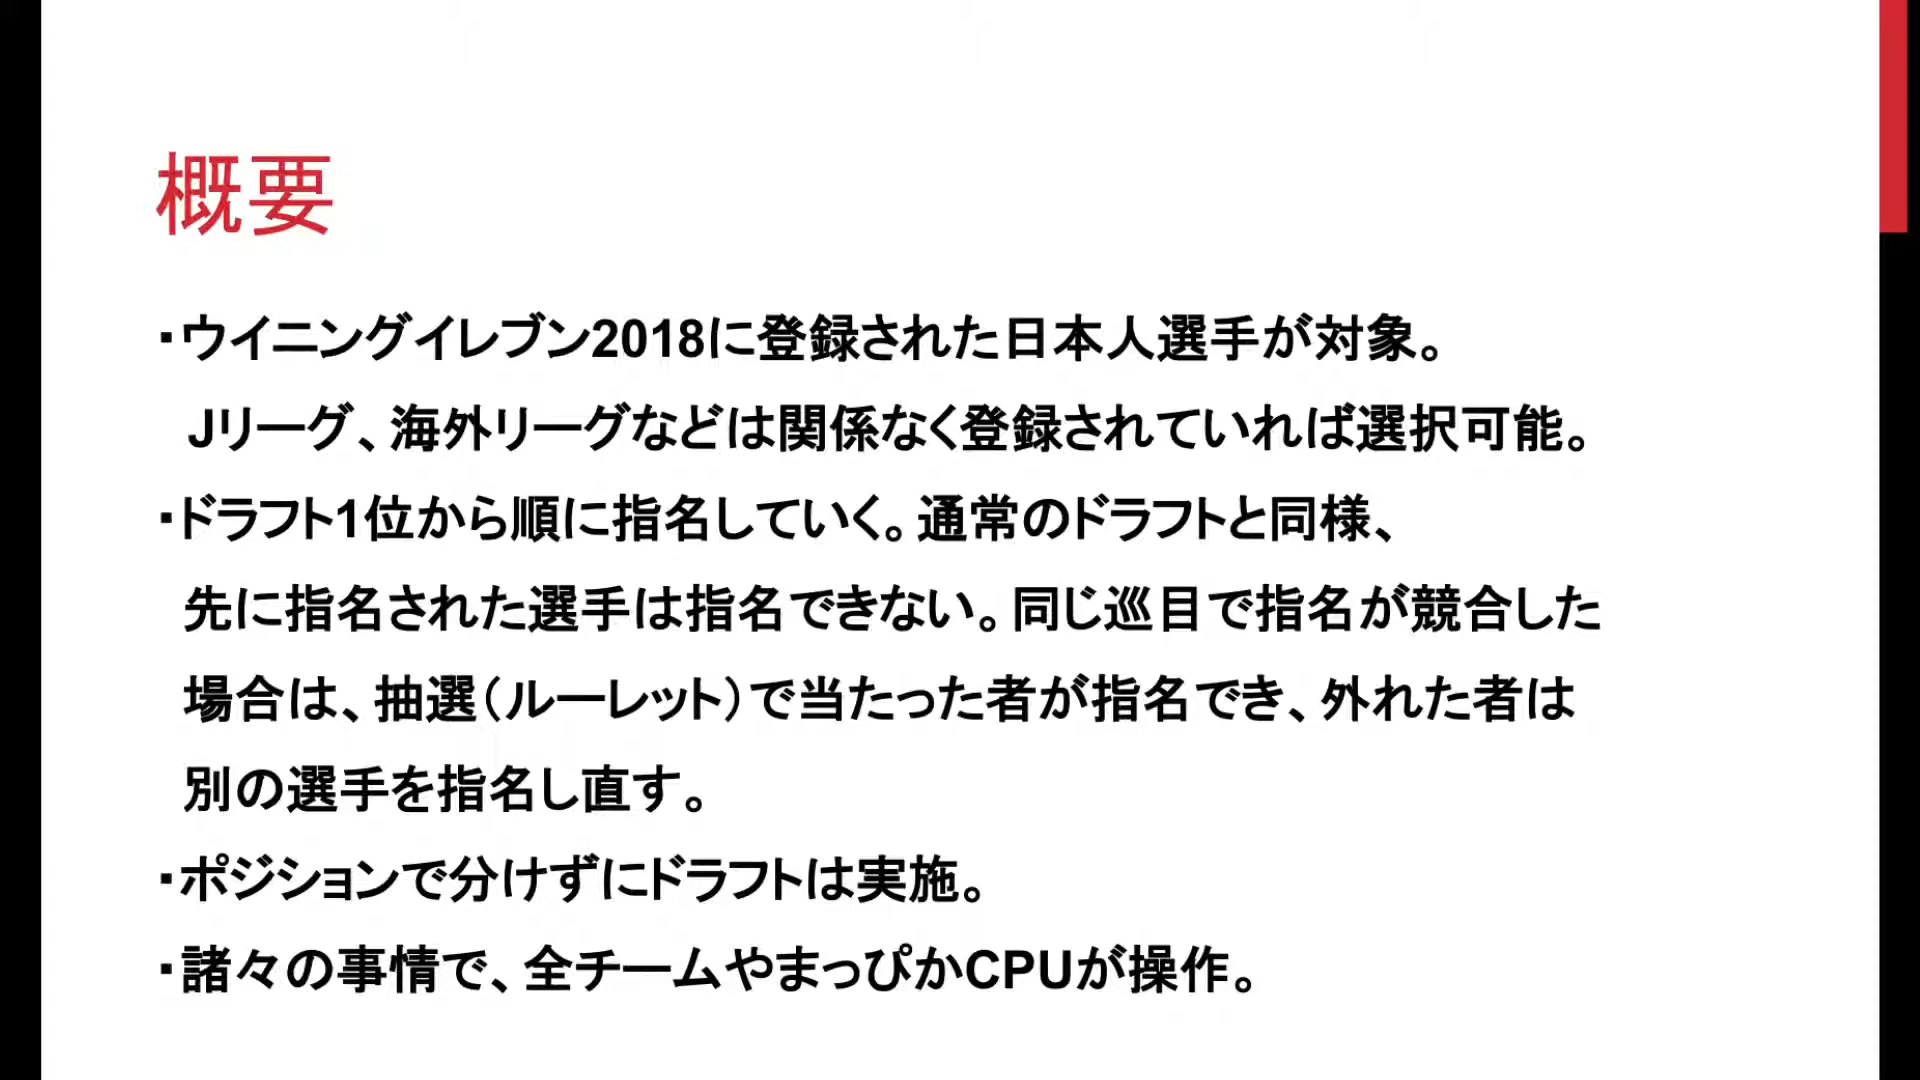 概要
・ウイニングイレブン2018に登録された日本人選手が対象。
Jリーグ、海外リーグなどは関係なく登録されていれば選択可能。
・ドラフト1位から順に指名していく。通常のドラフトと同様、
先に指名された選手は指名できない。同じ巡目で指名が競合した
場合は、抽選（ルーレット）で当たった者が指名でき、外れた者は
別の選手を指名し直す。
・ポジションで分けずにドラフトは実施。
・諸々の事情で、全チームやまっぴかCPUが操作。